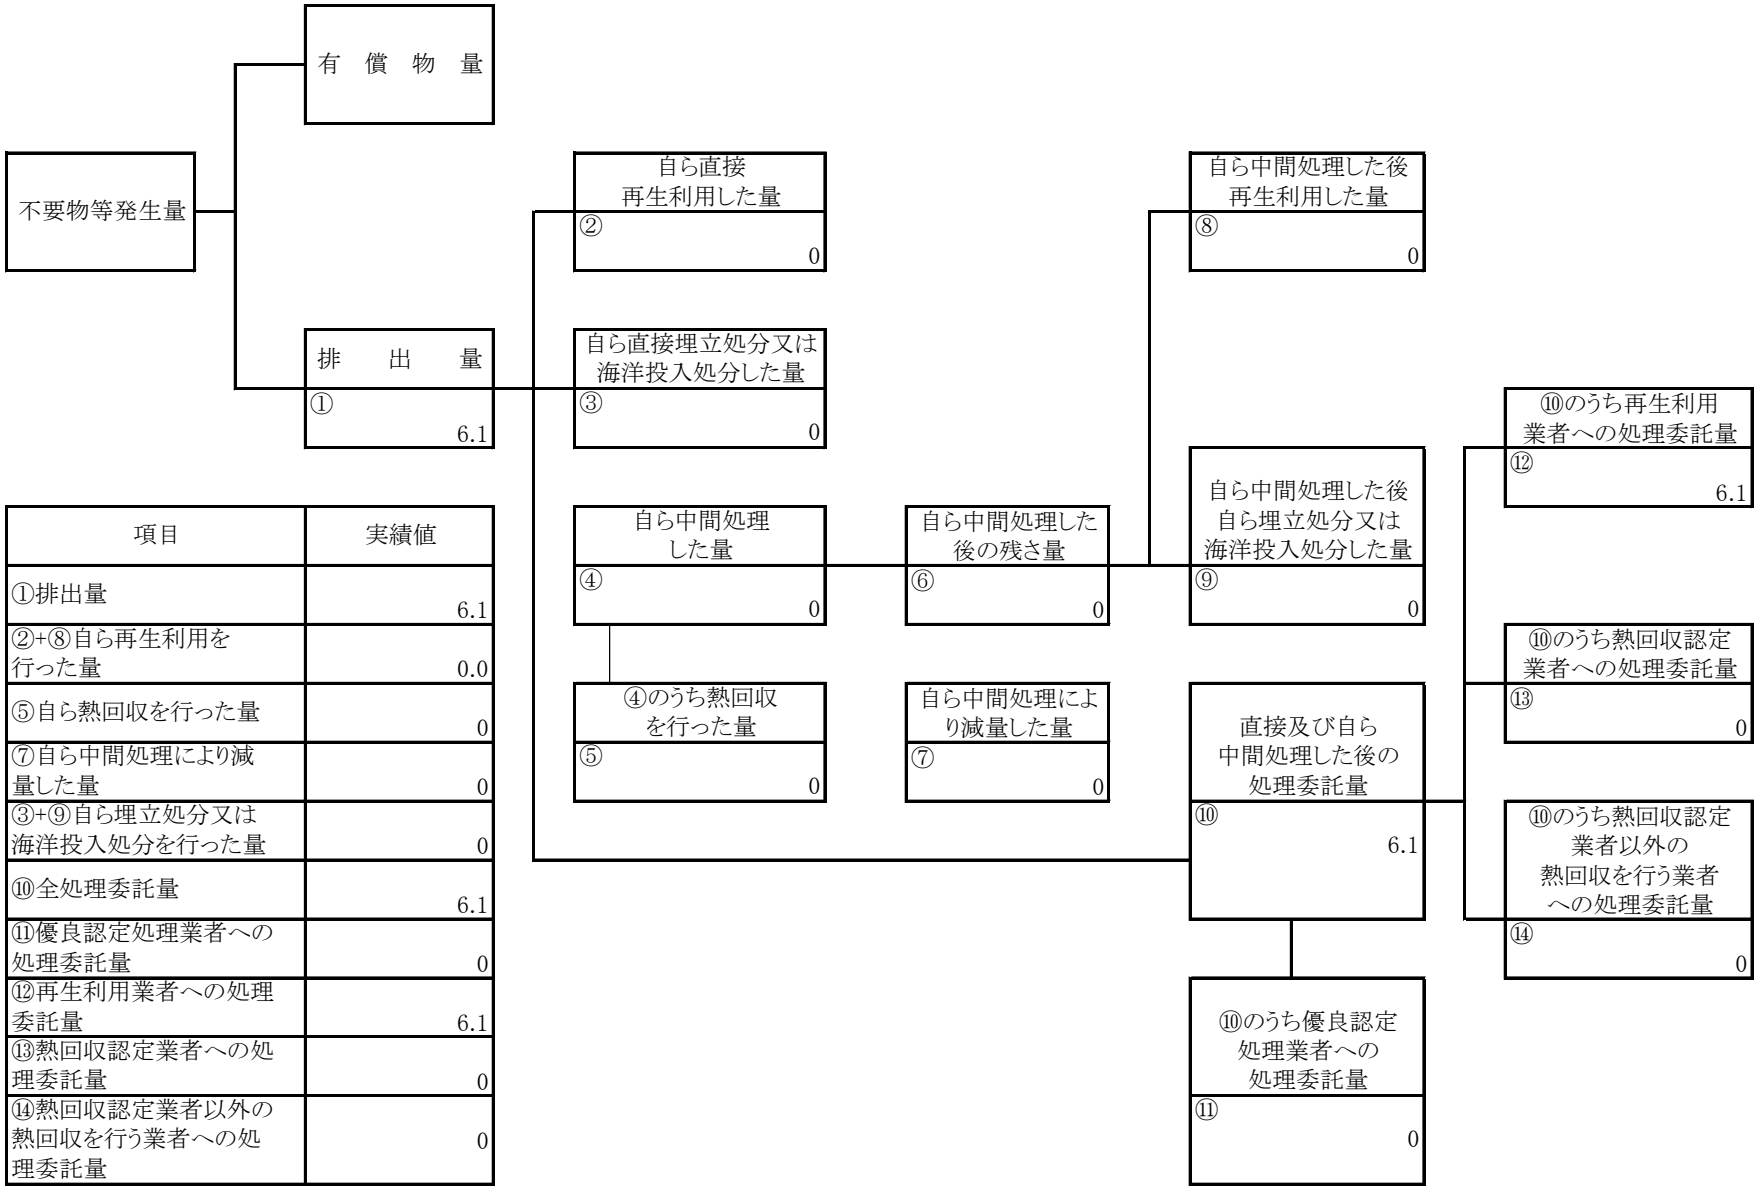 有　償　物　量
不要物等発生量
自ら直接
再生利用した量
②
0
自ら中間処理した後
再生利用した量
⑧
0
排　出　量
①
6.1
自ら直接埋立処分又は
海洋投入処分した量
③
0
⑩のうち再生利用
業者への処理委託量
⑫
6.1
自ら中間処理
した量
④
0
自ら中間処理した
後の残さ量
⑥
0
自ら中間処理した後
自ら埋立処分又は
海洋投入処分した量
⑨
0
⑩のうち熱回収認定
業者への処理委託量
⑬
0
④のうち熱回収
を行った量
⑤
0
自ら中間処理によ
り減量した量
⑦
0
直接及び自ら
中間処理した後の
処理委託量
⑩
6.1
⑩のうち熱回収認定
業者以外の
熱回収を行う業者
への処理委託量
⑭
0
⑩のうち優良認定
処理業者への
処理委託量
⑪
0
項目　実績値
①排出量
6.1
②+⑧自ら再生利用を
行った量
0.0
⑤自ら熱回収を行った量
0
⑦自ら中間処理により減
量した量
0
③+⑨自ら埋立処分又は
海洋投入処分を行った量
0
⑩全処理委託量
6.1
⑪優良認定処理業者への
処理委託量
0
⑫再生利用業者への処理
委託量
6.1
⑬熱回収認定業者への処
理委託量
0
⑭熱回収認定業者以外の
熱回収を行う業者への処
理委託量
0